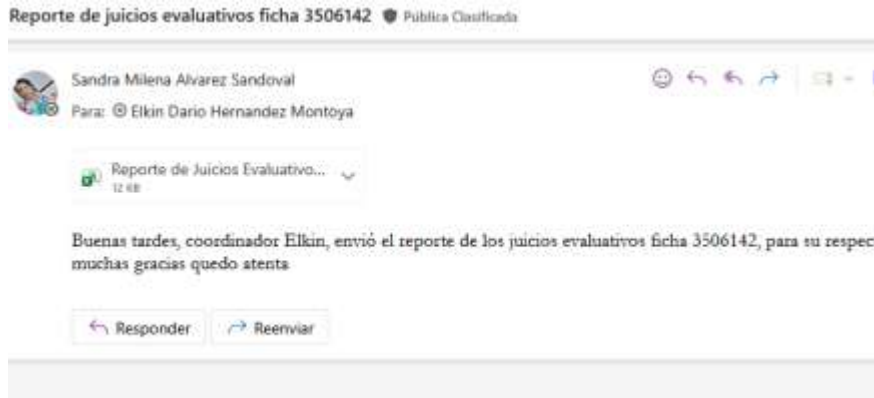 Reporte de juicios evaluativos ficha 3506142 Pública Clasificada
Sandra Milena Alvarez Sandoval
Para: Elkin Dario Hernandez Montoya
Reporte de Juicios Evaluativo...
12 KB
Buenas tardes, coordinador Elkin, envió el reporte de los juicios evaluativos ficha 3506142, para su respec
muchas gracias quedo atenta
Responder Reenviar